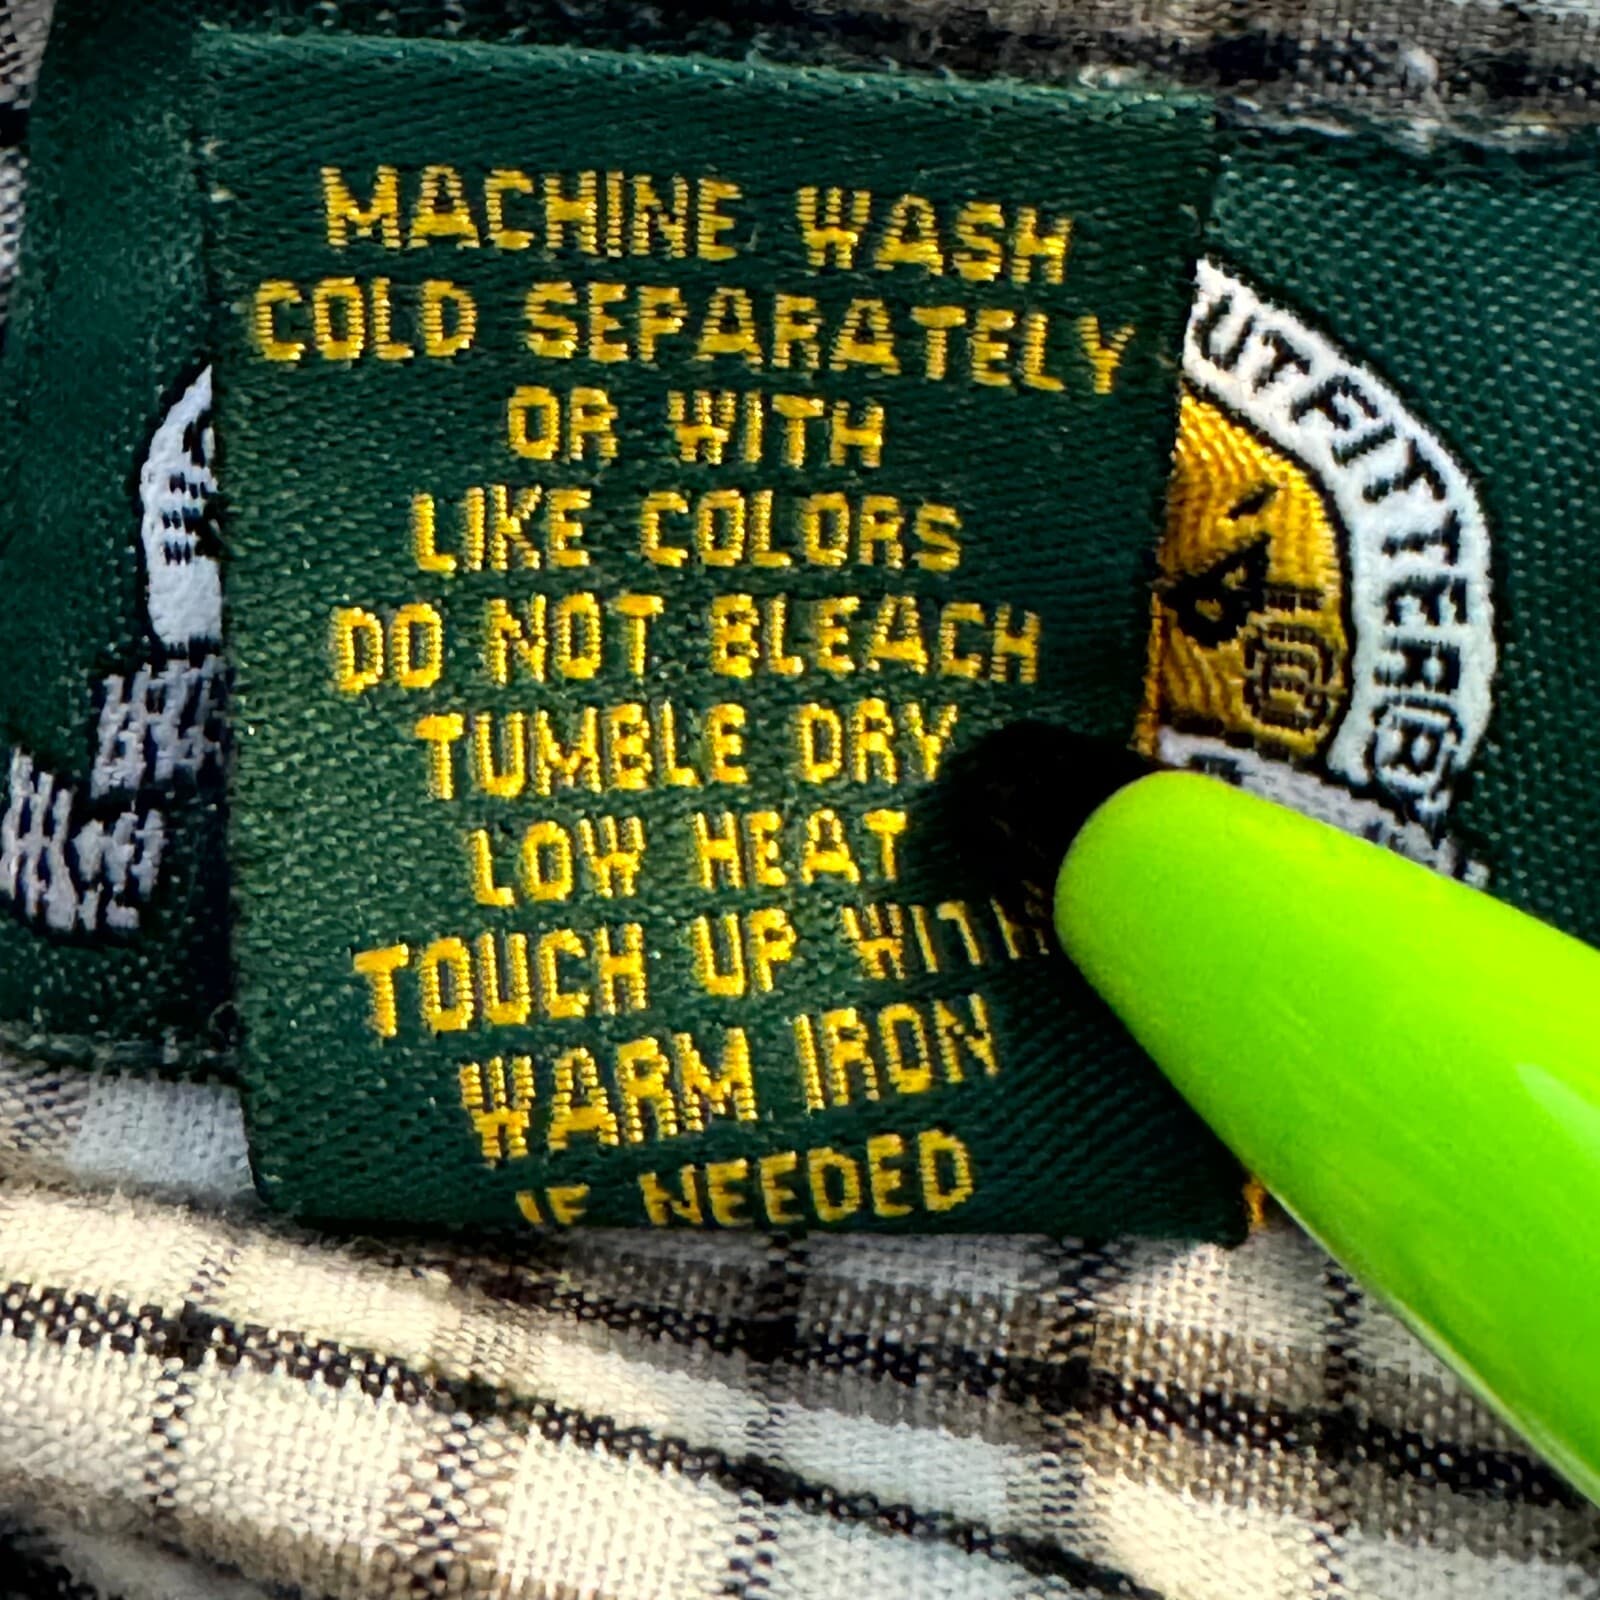 MACHINE WASH
COLD SEPARATELY
OR WITH
LIKE COLORS
DO NOT BLEACH
TUMBLE DRY
LOW HEAT
TOUCH UP WITH
WARM IRON
IF NEEDED
UTFITTER®